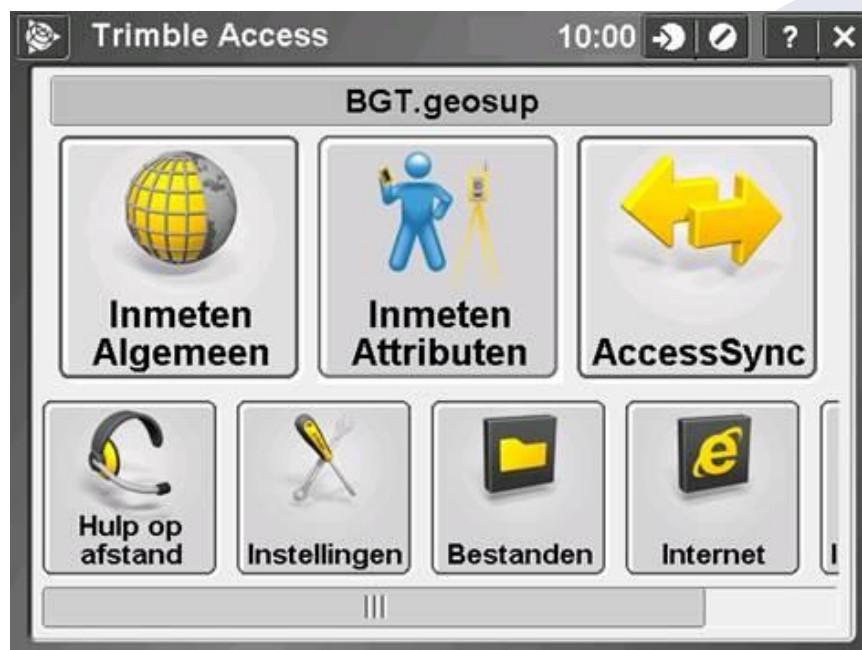 Trimble Access 10:00 ? ×
BGT.geosup
Inmeten
Algemeen
Inmeten
Attributen
AccessSync
Hulp op
afstand
Instellingen
Bestanden
Internet